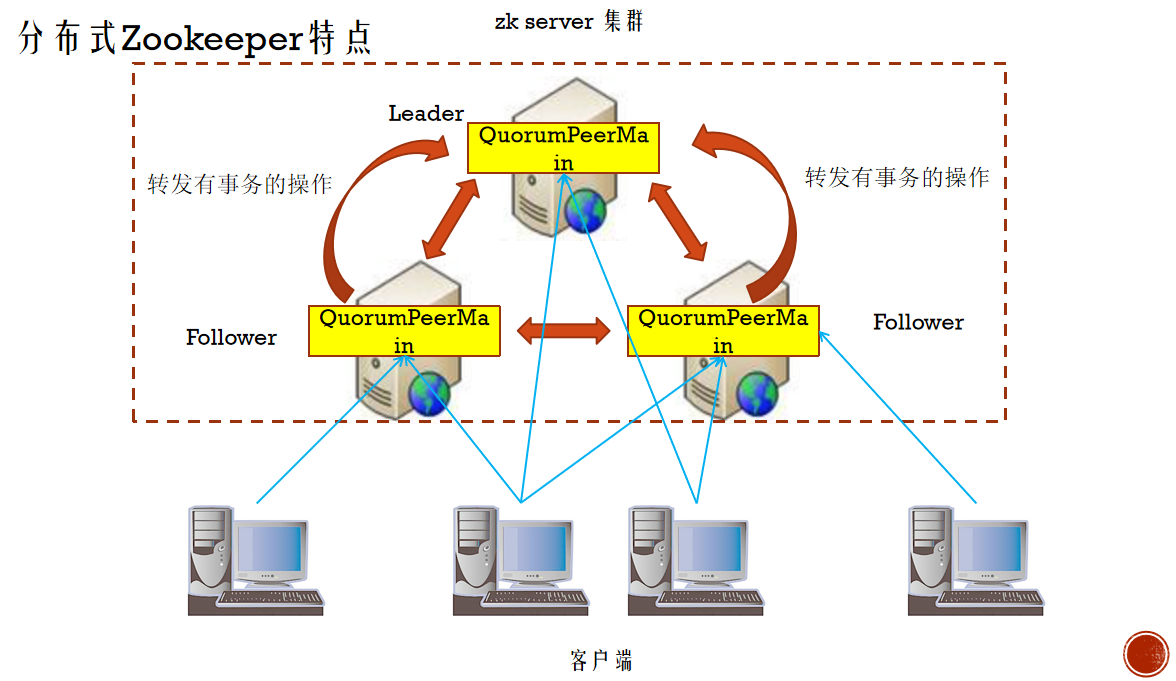 分布式Zookeeper特点
zk server 集群
Leader
QuorumPeerMa
in
转发有事务的操作
转发有事务的操作
Follower
QuorumPeerMa
in
QuorumPeerMa
in
Follower
客户端